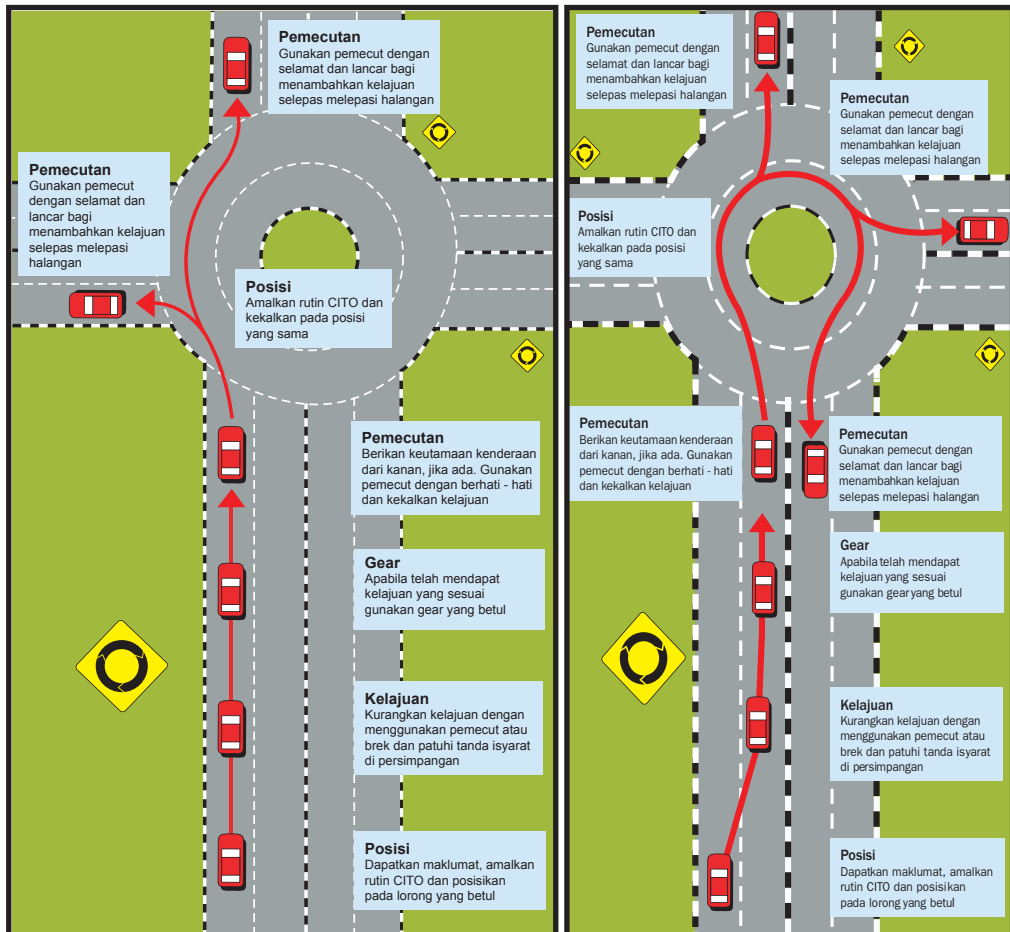 Pemecutan
Gunakan pemecut dengan
selamat dan lancar bagi
menambahkan kelajuan
selepas melepasi halangan
Pemecutan
Gunakan pemecut
dengan selamat dan
lancar bagi
menambahkan kelajuan
selepas melepasi
halangan
Posisi
Amalkan rutin CITO dan
kekalkan pada posisi
yang sama
Pemecutan
Berikan keutamaan kenderaan
dari kanan, jika ada. Gunakan
pemecut dengan berhati - hati
dan kekalkan kelajuan
Gear
Apabila telah mendapat
kelajuan yang sesuai
gunakan gear yang betul
Kelajuan
Kurangkan kelajuan dengan
menggunakan pemecut atau
brek dan patuhi tanda isyarat
di persimpangan
Posisi
Dapatkan maklumat, amalkan
rutin CITO dan posisikan
pada lorong yang betul
Pemecutan
Gunakan pemecut dengan
selamat dan lancar bagi
menambahkan kelajuan
selepas melepasi halangan
Pemecutan
Gunakan pemecut dengan
selamat dan lancar bagi
menambahkan kelajuan
selepas melepasi halangan
Posisi
Amalkan rutin CITO dan
kekalkan pada posisi
yang sama
Pemecutan
Berikan keutamaan kenderaan
dari kanan, jika ada. Gunakan
pemecut dengan berhati - hati
dan kekalkan kelajuan
Pemecutan
Gunakan pemecut dengan
selamat dan lancar bagi
menambahkan kelajuan
selepas melepasi halangan
Gear
Apabila telah mendapat
kelajuan yang sesuai
gunakan gear yang betul
Kelajuan
Kurangkan kelajuan dengan
menggunakan pemecut atau
brek dan patuhi tanda isyarat
di persimpangan
Posisi
Dapatkan maklumat, amalkan
rutin CITO dan posisikan
pada lorong yang betul